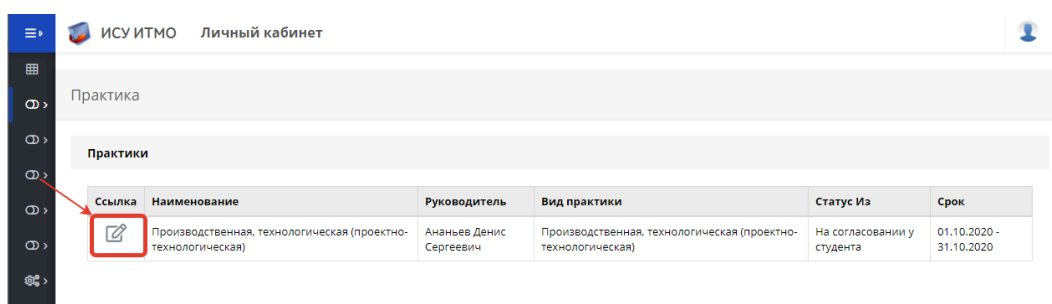 ИСУ ИТМО Личный кабинет
Практика
Практики
Ссылка Наименование Руководитель Вид практики Статус Из Срок
Производственная, технологическая (проектно- Ананьев Денис Производственная, технологическая (проектно- На согласовании у 01.10.2020 -
технологическая) Сергеевич технологическая) студента 31.10.2020